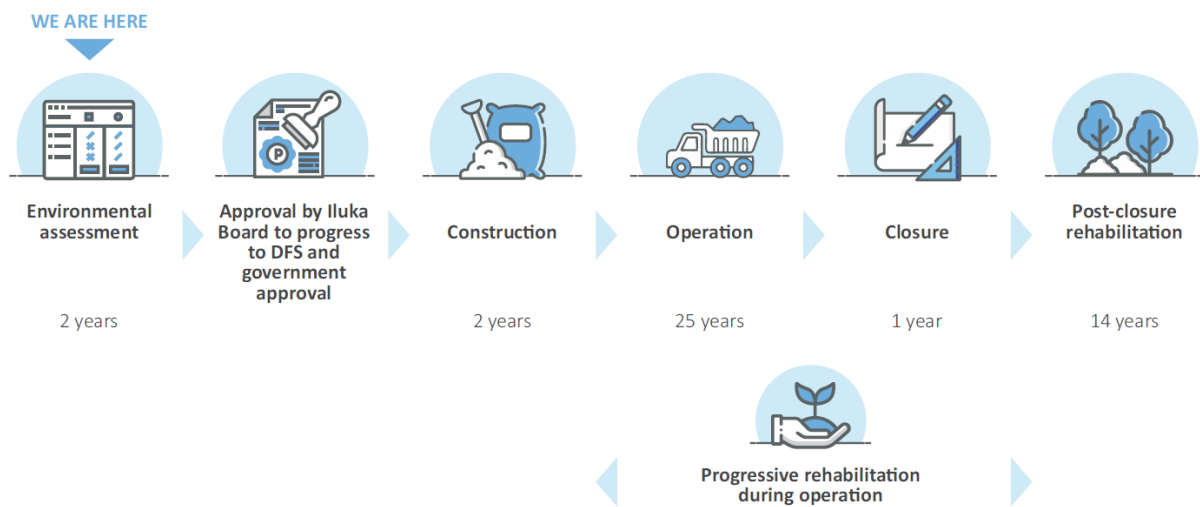 WE ARE HERE
P
Environmental
assessment
Approval by Iluka
Board to progress
to DFS and
government
approval
Construction
Operation
Closure
Post-closure
rehabilitation
2 years
2 years
25 years
1 year
14 years
Progressive rehabilitation
during operation